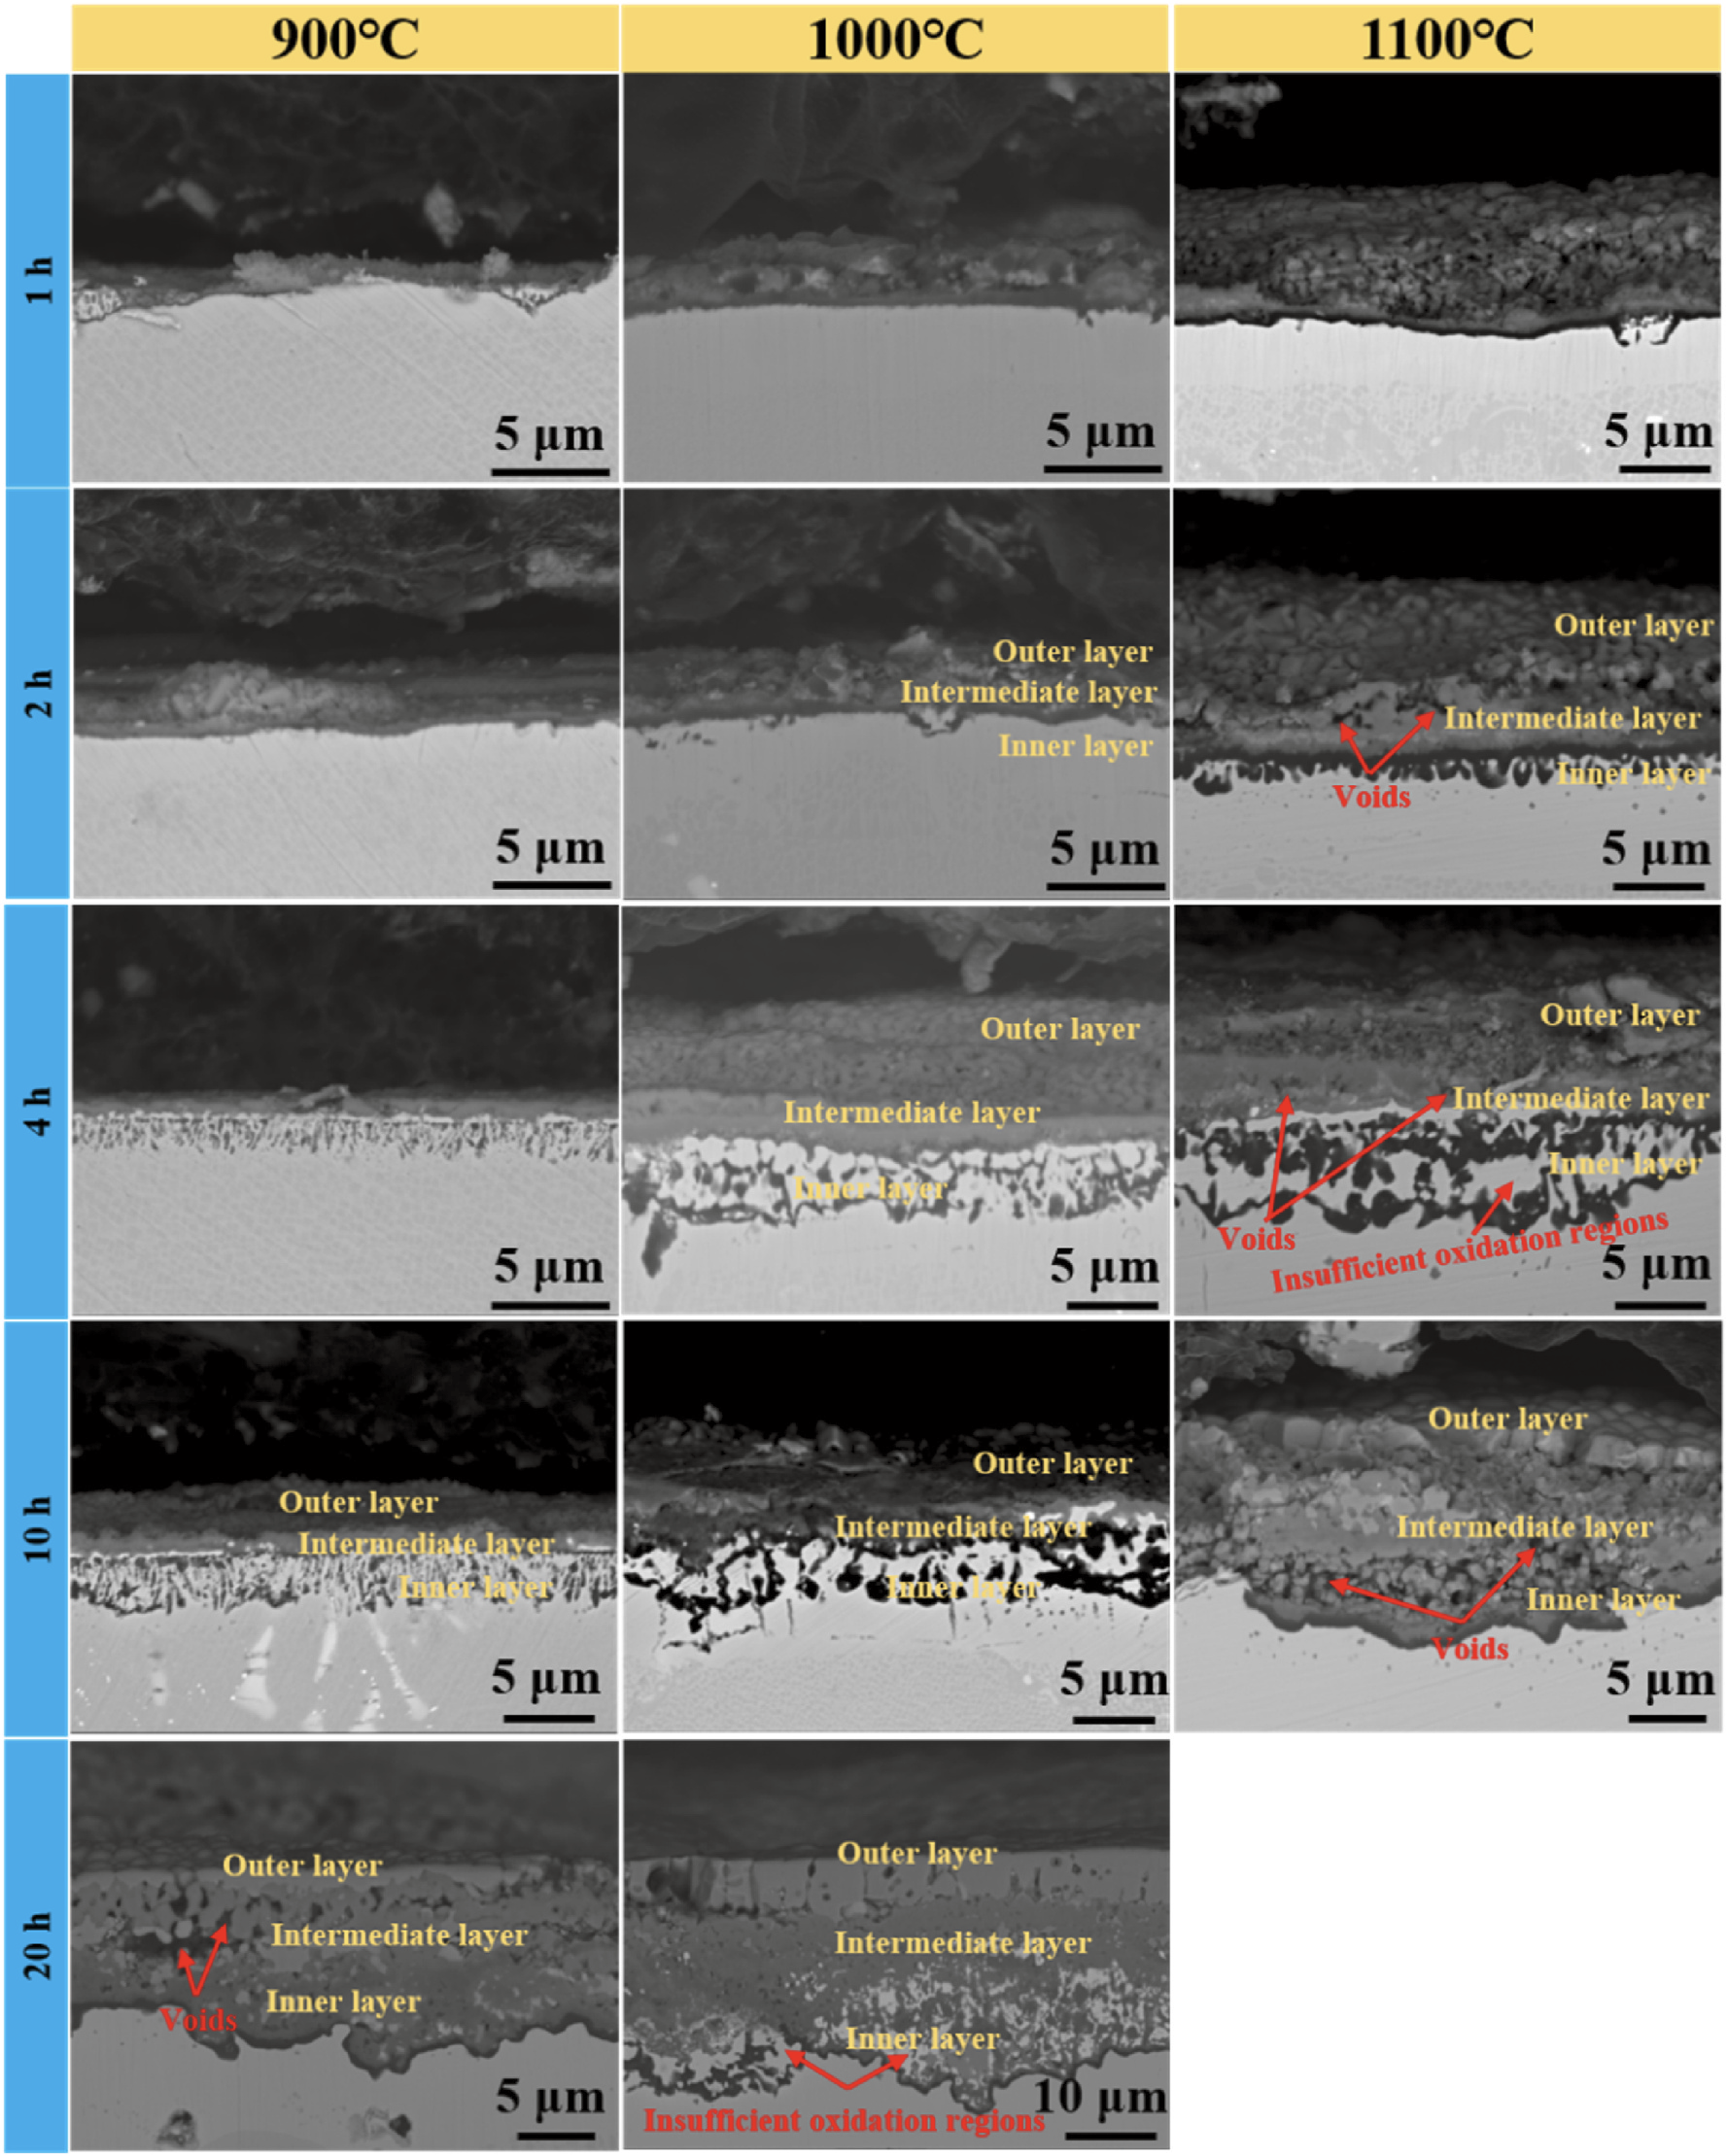 900°C
1000°C
1100°C
1 h
5 μm
5 μm
5 μm
2 h
5 μm
Outer layer
Intermediate layer
Inner layer
5 μm
Outer layer
Intermediate layer
Inner layer
Voids
5 μm
4 h
5 μm
Outer layer
Intermediate layer
Inner layer
5 μm
Outer layer
Intermediate layer
Inner layer
Voids
Insufficient oxidation regions
5 μm
10 h
Outer layer
Intermediate layer
Inner layer
5 μm
Outer layer
Intermediate layer
Inner layer
5 μm
Outer layer
Intermediate layer
Inner layer
Voids
5 μm
20 h
Outer layer
Intermediate layer
Inner layer
Voids
5 μm
Outer layer
Intermediate layer
Inner layer
10 μm
Insufficient oxidation regions